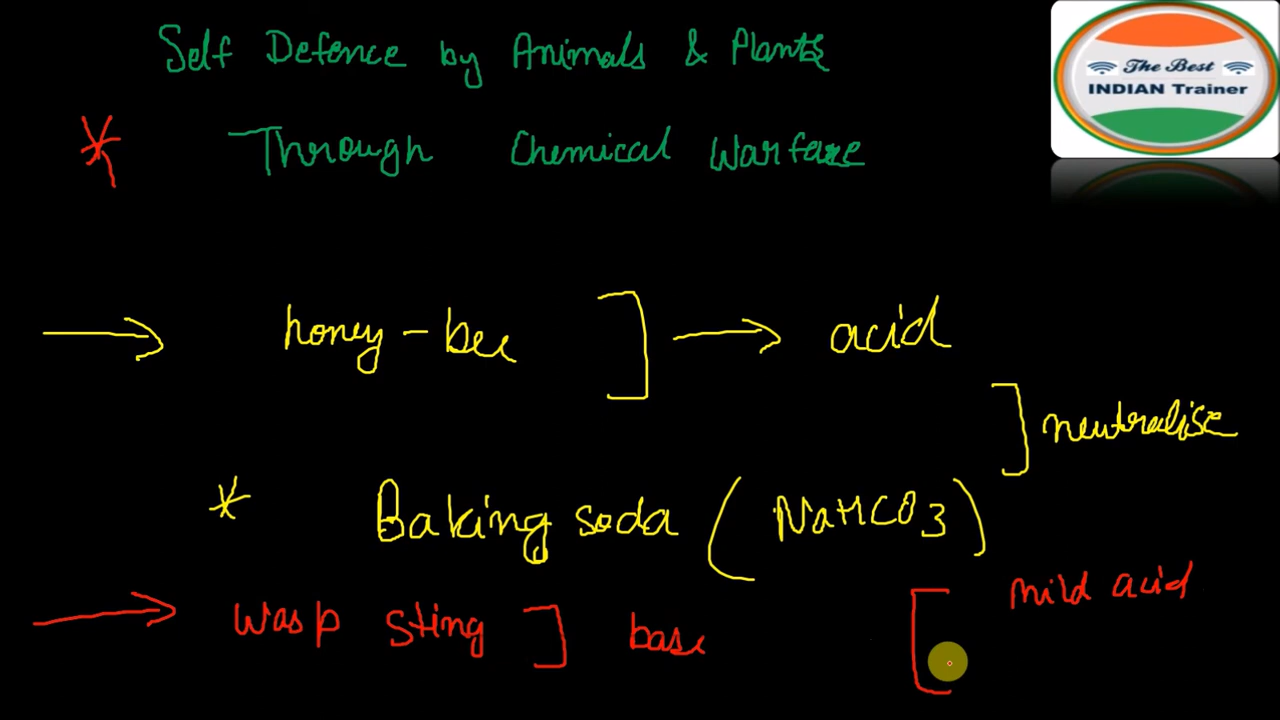 Self Defence by Animals & Plants
Through Chemical Warfare
The Best
INDIAN Trainer
honey-bee ] → acid
] neutralise
* Baking soda (NaHCO3)
mild acid
→ wasp sting ] base [